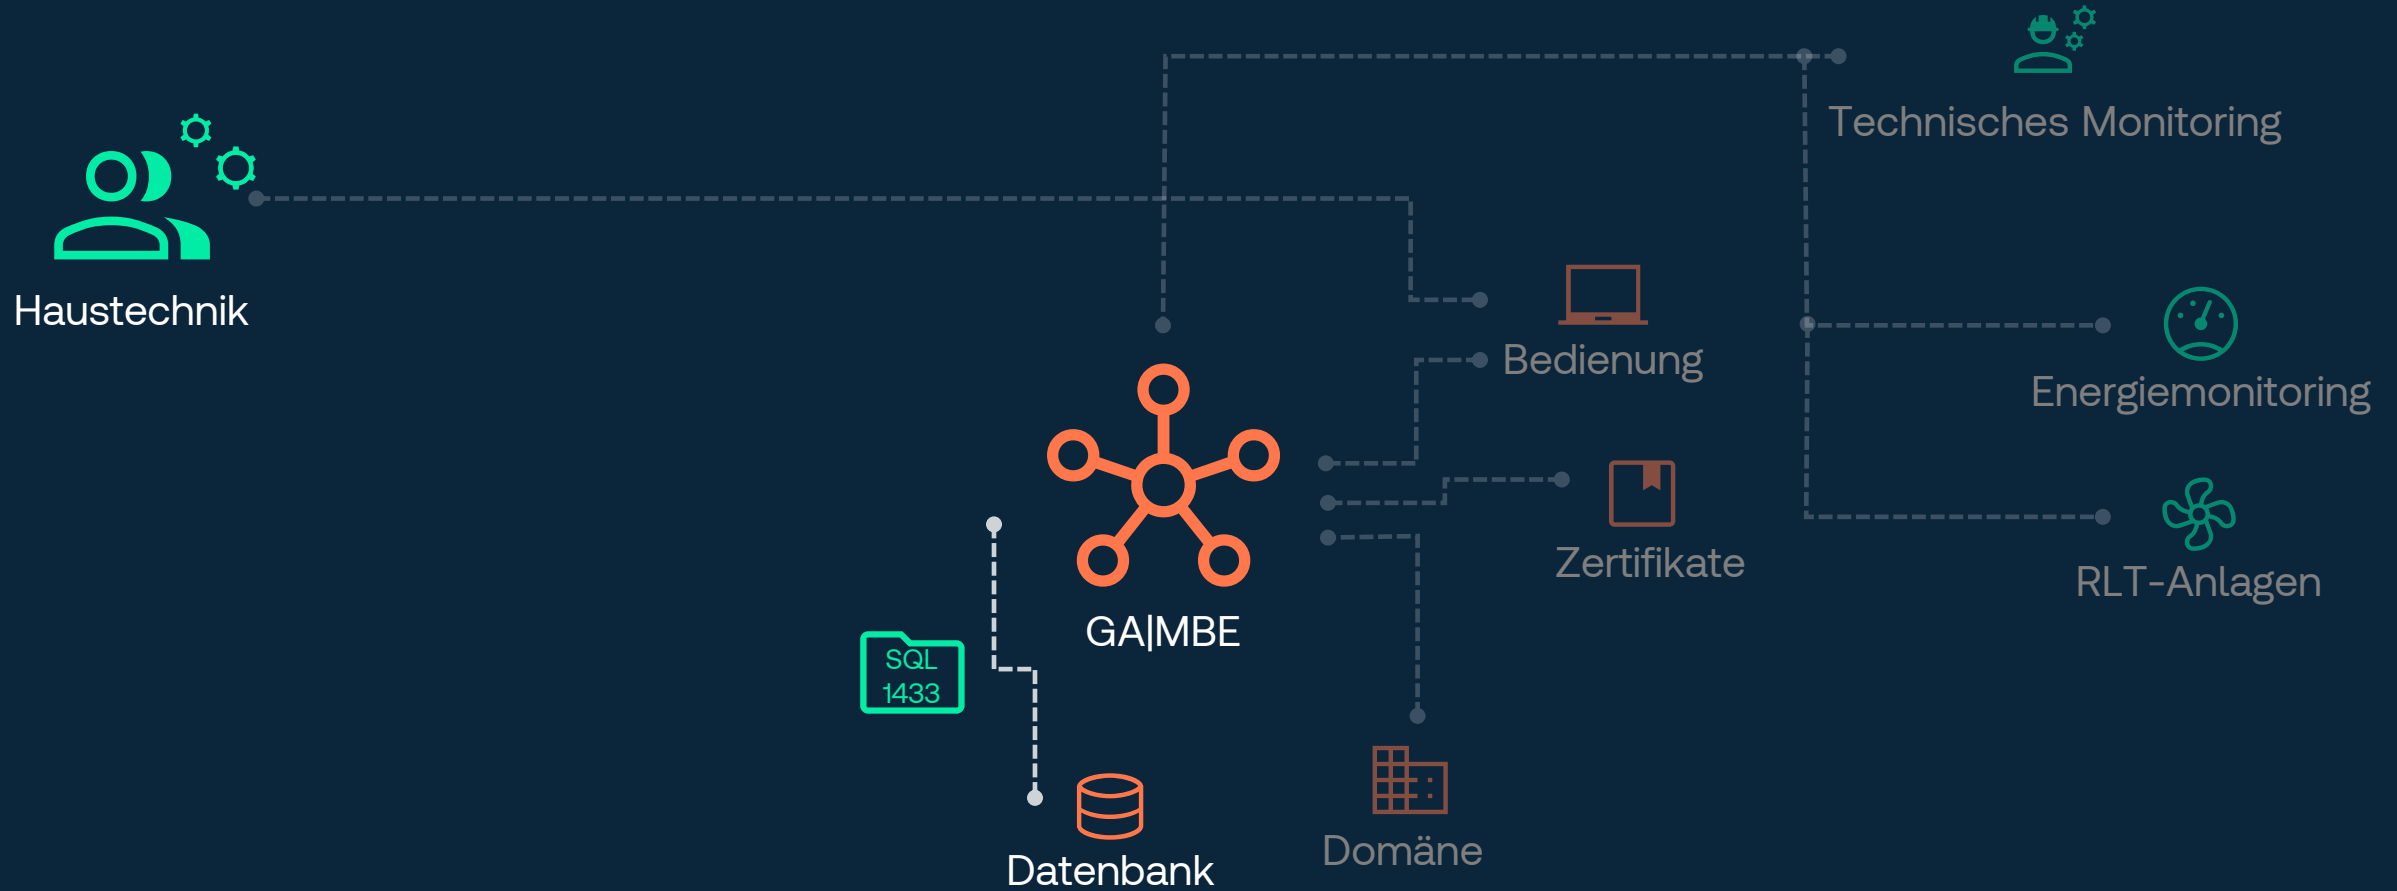 Technisches Monitoring
Haustechnik
Bedienung
Energiemonitoring
Zertifikate
RLT-Anlagen
GA|MBE
SQL
1433
Domäne
Datenbank